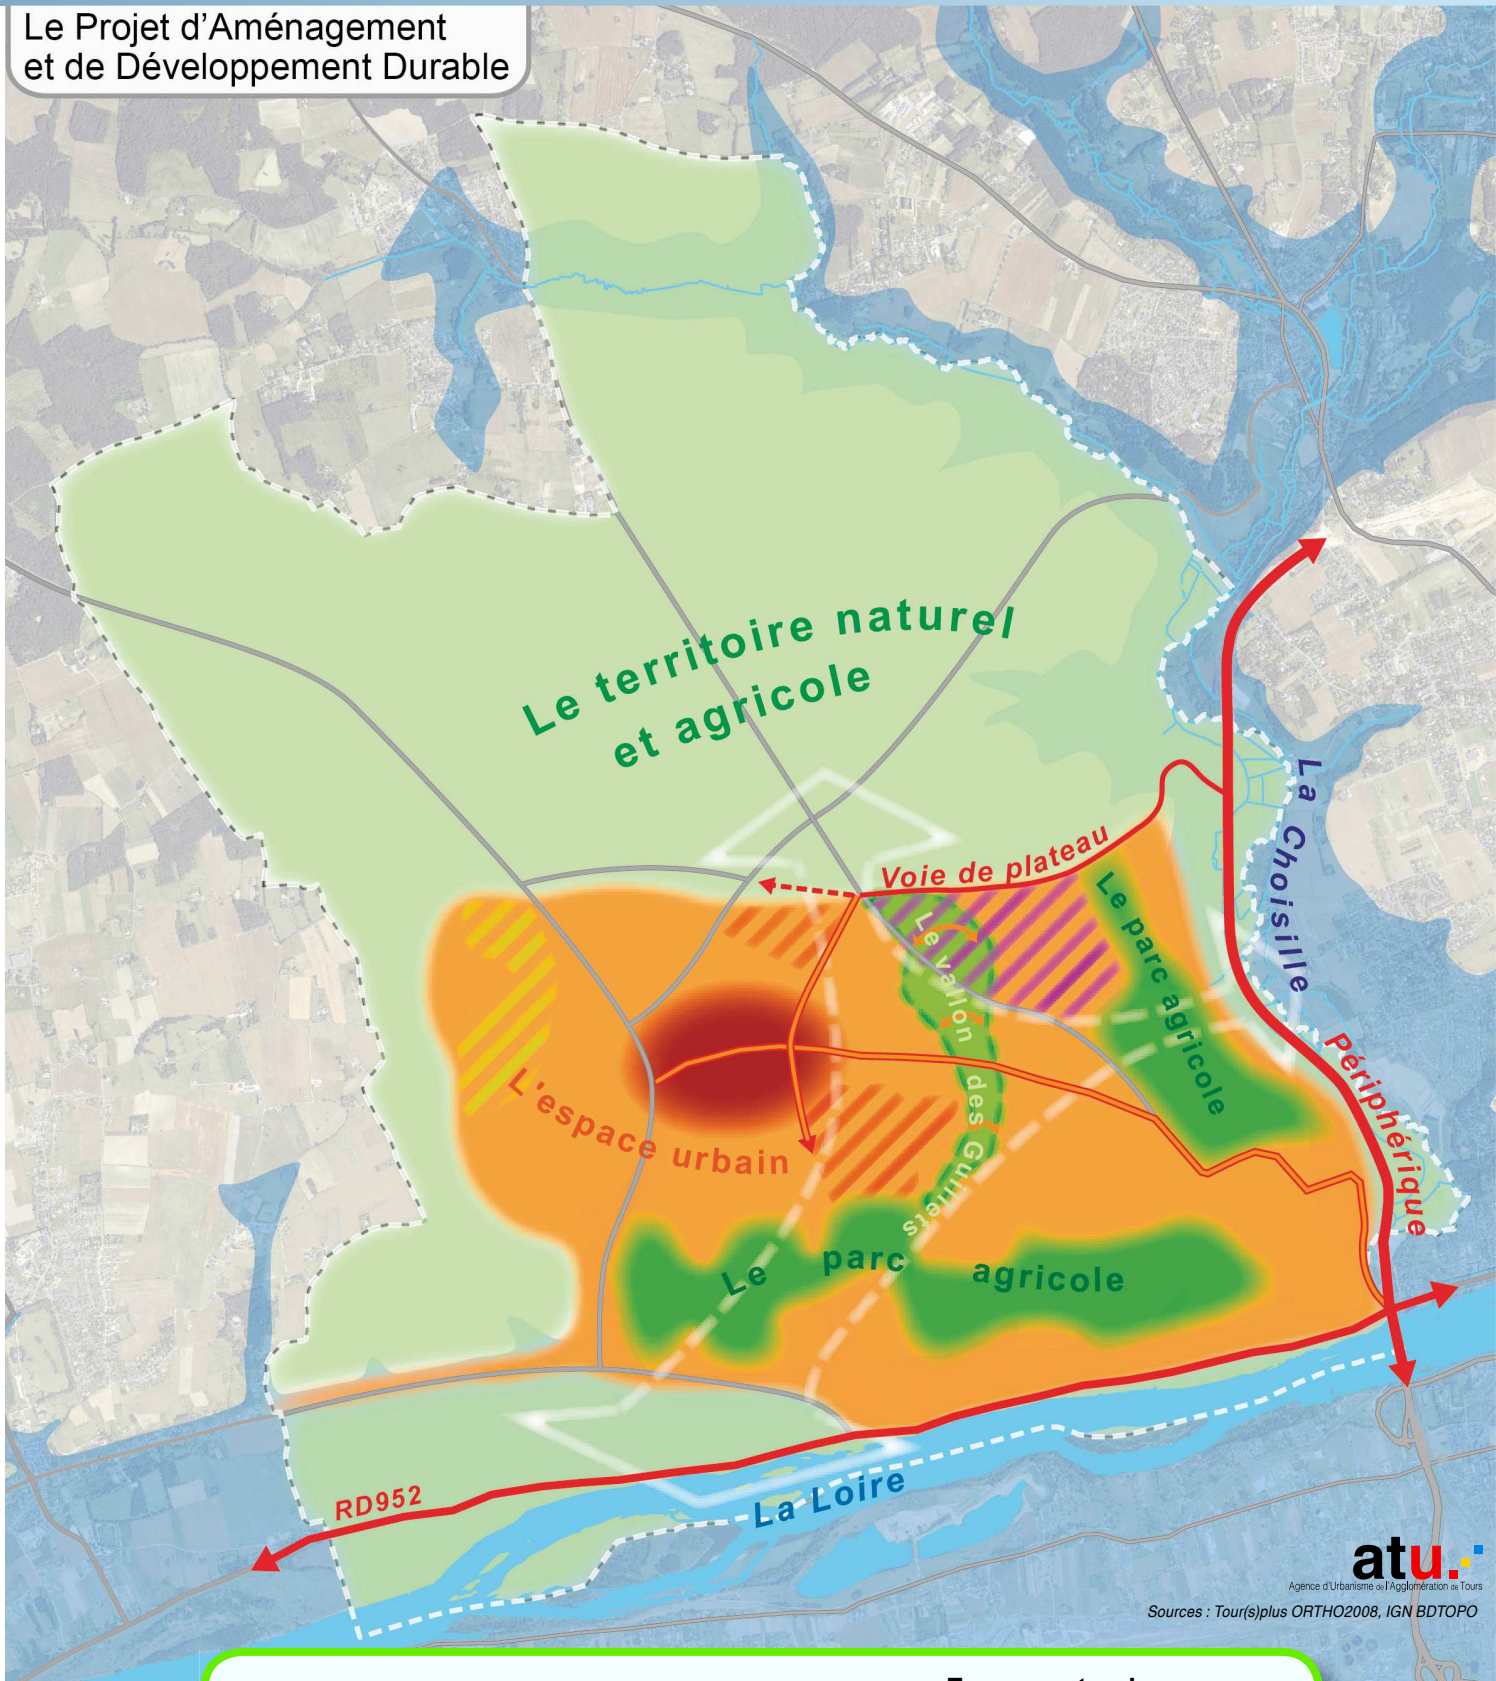 Le Projet d'Aménagement
et de Développement Durable
Le territoire naturel
et agricole
La Choisille
Voie de plateau
Le parc agricole
Le vallon des Guillets
Périphérique
L'espace urbain
Le parc agricole
RD952
La Loire
atu.
Agence d'Urbanisme de l'Agglomération de Tours
Sources : Tour(s)plus ORTHO2008, IGN BDTOPO